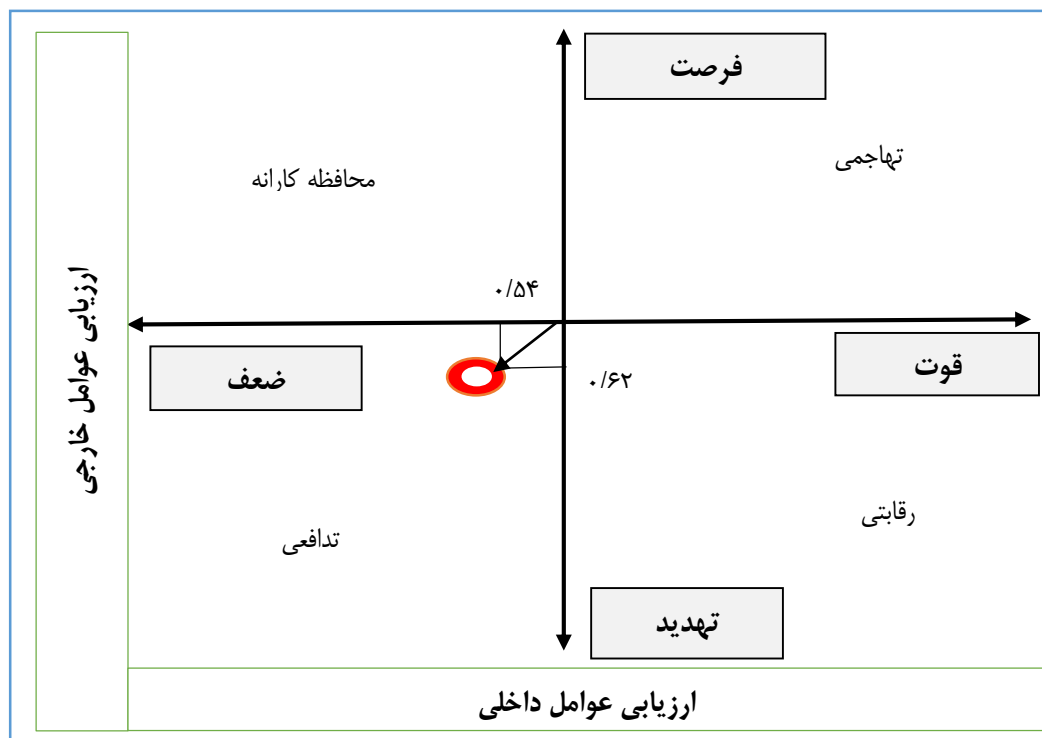 فرصت
تهاجمی
محافظه کارانه
۰/۵۴
قوت
ضعف
۰/۶۲
ارزیابی عوامل خارجی
رقابتی
تدافعی
تهدید
ارزیابی عوامل داخلی